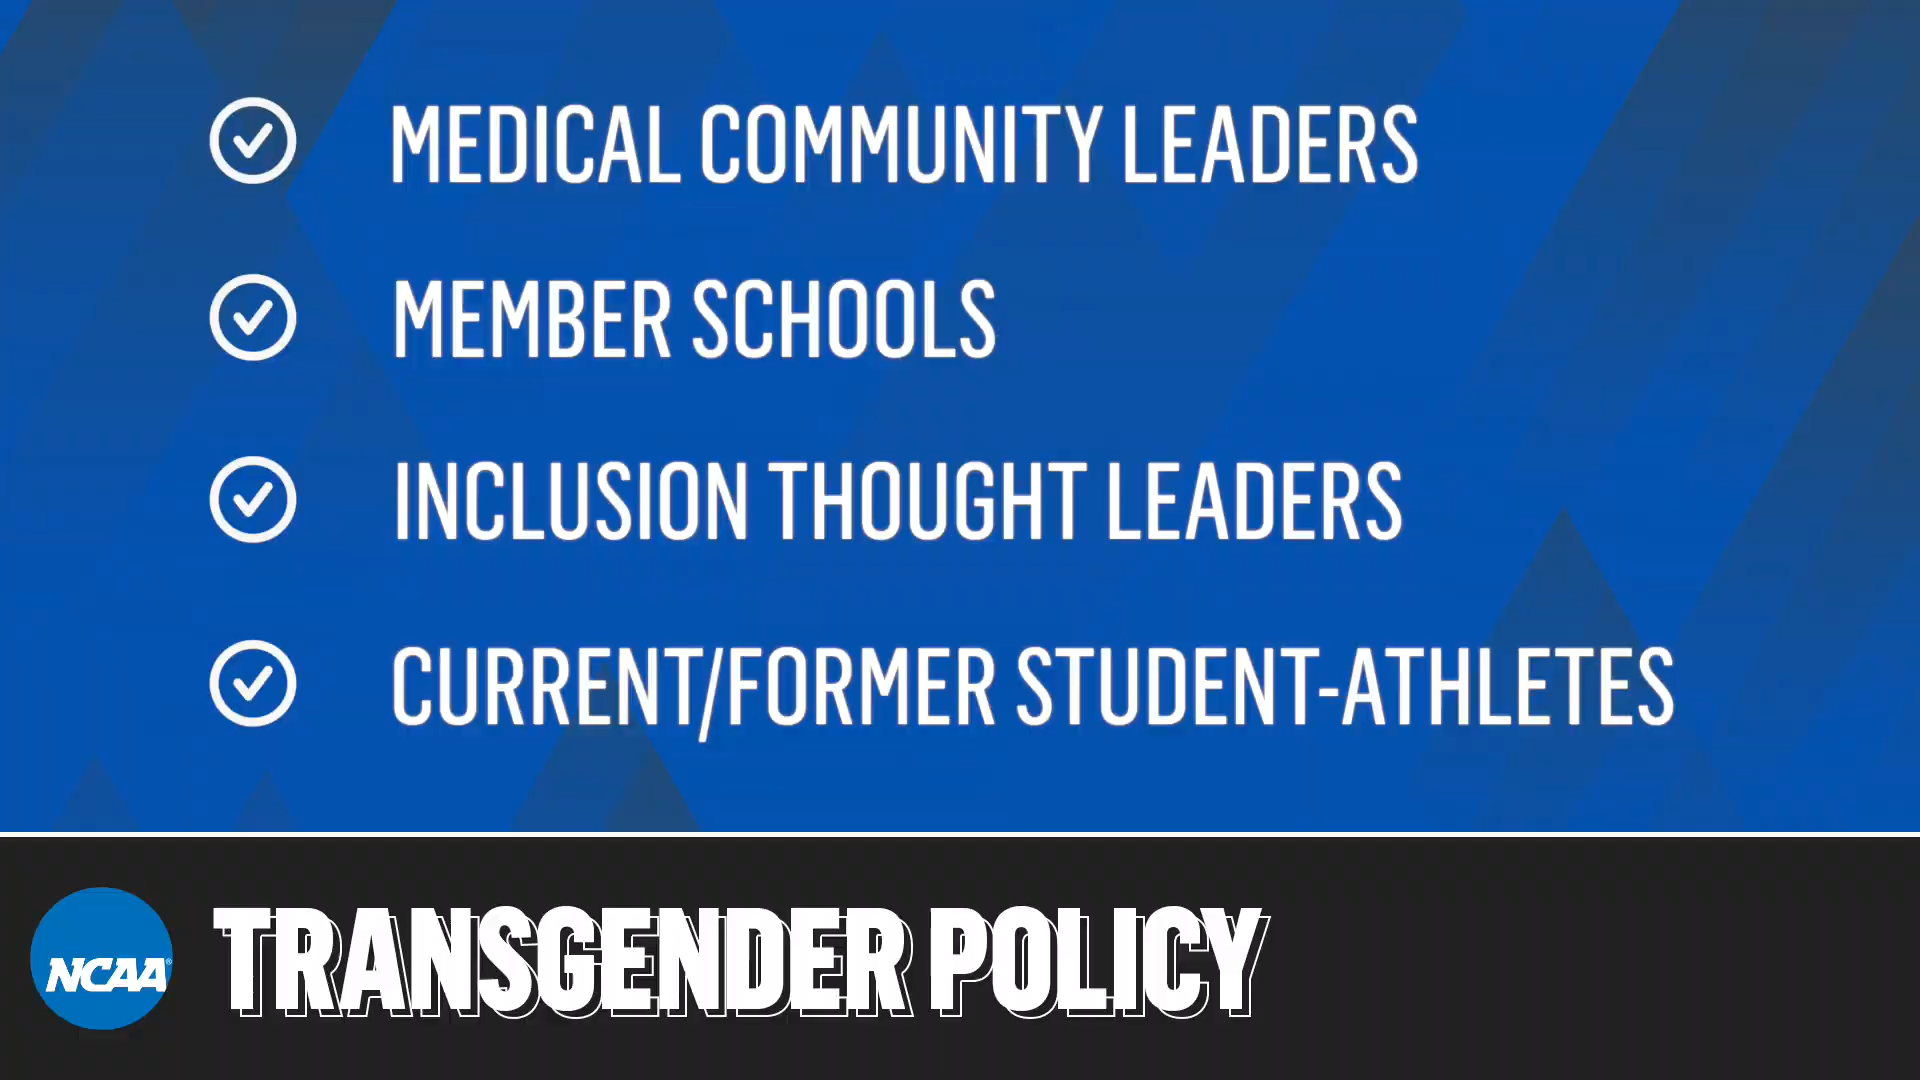 MEDICAL COMMUNITY LEADERS
MEMBER SCHOOLS
INCLUSION THOUGHT LEADERS
CURRENT/FORMER STUDENT-ATHLETES
NCAA®
TRANSGENDER POLICY